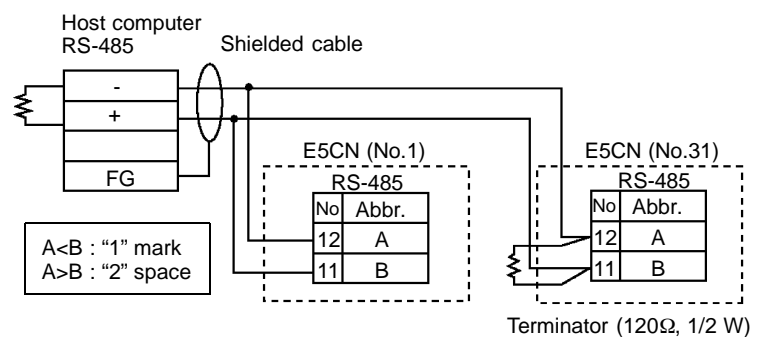 Host computer
RS-485
Shielded cable
-
+
FG
E5CN (No.1)
RS-485
No Abbr.
12 A
11 B
E5CN (No.31)
RS-485
No Abbr.
12 A
11 B
A<B : “1” mark
A>B : “2” space
Terminator (120Ω, 1/2 W)